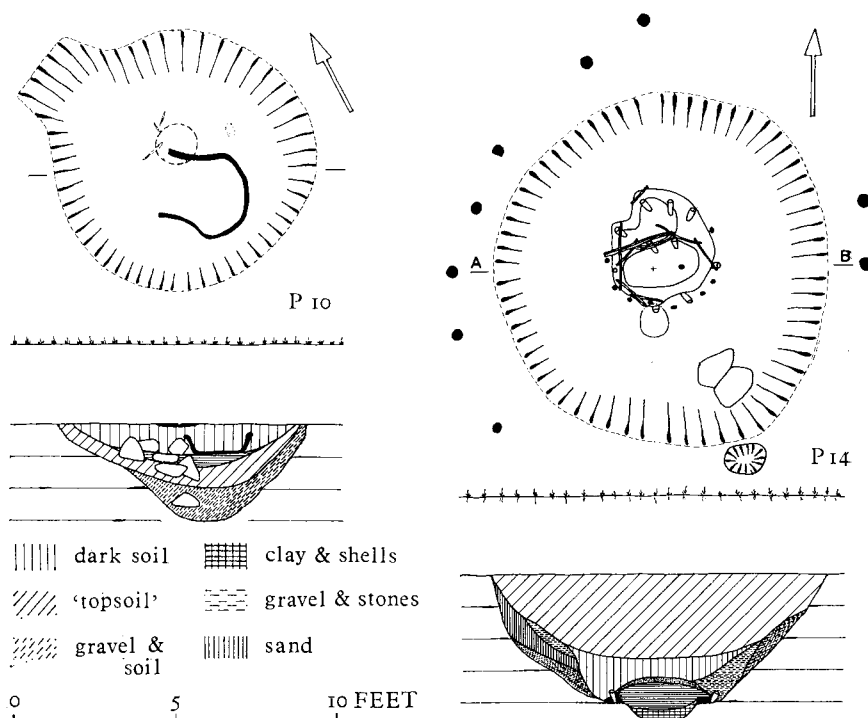 P 10
A
B
P 14
dark soil
clay & shells
'topsoil'
gravel & stones
gravel &
soil
sand
0 5 10 FEET